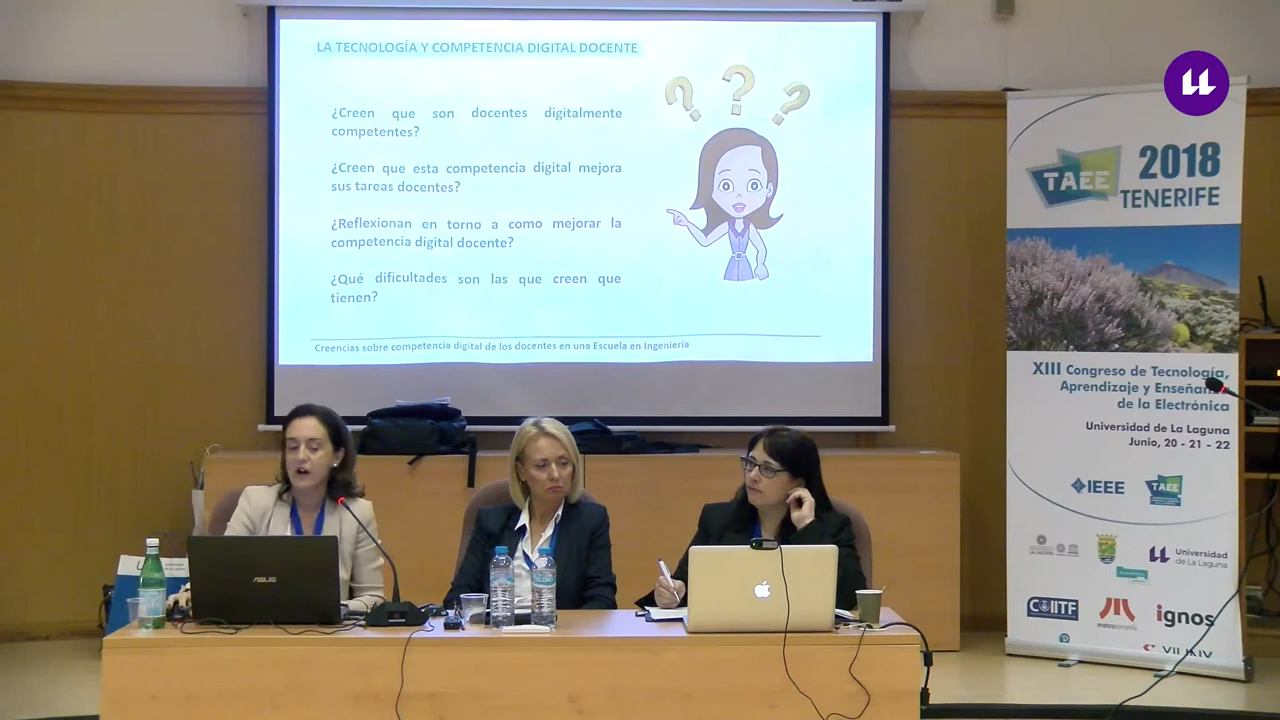 LA TECNOLOGÍA Y COMPETENCIA DIGITAL DOCENTE
¿Creen que son docentes digitalmente
competentes?
¿Creen que esta competencia digital mejora
sus tareas docentes?
¿Reflexionan en torno a como mejorar la
competencia digital docente?
¿Qué dificultades son las que creen que
tienen?
Creencias sobre competencia digital de los docentes en una Escuela en Ingeniería
TAEE
2018
TENERIFE
XIII Congreso de Tecnología,
Aprendizaje y
de la Electrónica
Universidad de La Laguna
Junio, 20 - 21 - 22
IEEE
TAEE
Universidad
de La Laguna
COIITF
metrotenerife
ignos
ASUS